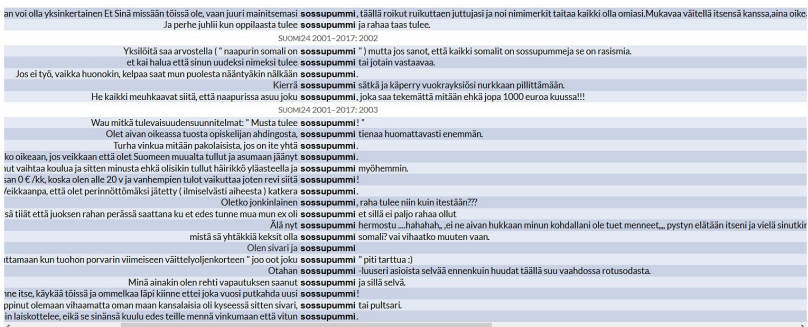 an voi olla yksinkertainen Et Sinä missään töissä ole, vaan juuri mainitsemasi sossupummi, täällä roikut ruikuttaen juttujasi ja noi nimimerkit taitaa kaikki olla omiasi.Mukavaa väitellä itsensä kanssa,aina oike
Ja perhe juhlii kun oppilaasta tulee sossupummi ja rahaa taas tulee.
SUOMI24 2001–2017: 2002
Yksilöitä saa arvostella ( " naapurin somali on sossupummi " ) mutta jos sanot, että kaikki somalit on sossupummeja se on rasismia.
et kai halua että sinun uudeksi nimeksi tulee sossupummi tai jotain vastaavaa.
Jos ei työ, vaikka huonokin, kelpaa saat mun puolesta nääntyäkin nälkään sossupummi.
Kierrä sossupummi sätkä ja käperry vuokrayksiösi nurkkaan pillittämään.
He kaikki meuhkaavat siitä, että naapurissa asuu joku sossupummi, joka saa tekemättä mitään ehkä jopa 1000 euroa kuussa!!!
SUOMI24 2001–2017: 2003
Wau mitkä tulevaisuudensuunnitelmat: " Musta tulee sossupummi! "
Olet aivan oikeassa tuosta opiskelijan ahdingosta, sossupummi tienaa huomattavasti enemmän.
Turha vinkua mitään pakolaisista, jos on ite yhtä sossupummi.
ko oikeaan, jos veikkaan että olet Suomeen muualta tullut ja asumaan jäänyt sossupummi.
nut vaihtaa koulua ja sitten minusta ehkä olisikin tullut häirikkö yläasteella ja sossupummi myöhemmin.
san 0 € /kk, koska olen alle 20 v ja vanhempien tulot vaikuttaa joten revi siitä sossupummi!
Veikkaanpa, että olet perinnöttömäksi jätetty ( ilmiselvästi aiheesta ) katkera sossupummi.
Oletko jonkinlainen sossupummi, raha tulee niin kuin itestään???
sä tiiät että juoksen rahan perässä saattana ku et edes tunne mua mun ex oli sossupummi et sillä ei paljo rahaa ollut
Älä nyt sossupummi hermostu ....hahahah,, ,ei ne aivan hukkaan minun kohdallani ole tuet menneet,,, pystyn elätään itseni ja vielä sinutkir
mistä sä yhtäkkiä keksit olla sossupummi somali? vai vihaatko muuten vaan.
Olen sivari ja sossupummi
uttamaan kun tuohon porvarin viimeiseen väittelyoljenkorteen " joo oot joku sossupummi " piti tarttua :)
Otahan sossupummi -luuseri asioista selvää ennenkuin huudat täällä suu vaahdossa rotusodasta.
Minä ainakin olen rehti vapautuksen saanut sossupummi ja sillä selvä.
nne itse, käykää töissä ja ommelkaa läpi kiinne ettei joka vuosi putkahda uusi sossupummi!
ppinut olemaan vihaamatta oman maan kansalaisia oli kyseessä sitten sivari, sossupummi tai pultsari.
in laiskottelee, eikä se sinänsä kuulu edes teille mennä vinkumaan että vitun sossupummi.